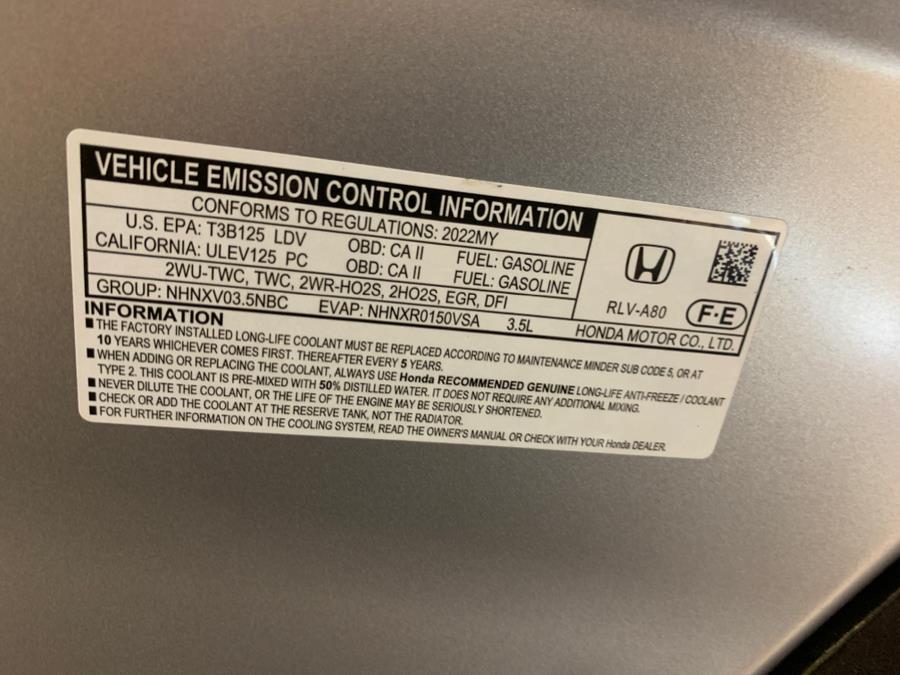 VEHICLE EMISSION CONTROL INFORMATION
CONFORMS TO REGULATIONS: 2022MY
U.S. EPA: T3B125 LDV OBD: CA II FUEL: GASOLINE
CALIFORNIA: ULEV125 PC OBD: CA II FUEL: GASOLINE
2WU-TWC, TWC, 2WR-HO2S, 2HO2S, EGR, DFI
GROUP: NHNXV03.5NBC EVAP: NHNXR0150VSA 3.5L
RLV-A80 F·E
HONDA MOTOR CO., LTD.
INFORMATION
■ THE FACTORY INSTALLED LONG-LIFE COOLANT MUST BE REPLACED ACCORDING TO MAINTENANCE MINDER SUB CODE 5, OR AT
10 YEARS WHICHEVER COMES FIRST. THEREAFTER EVERY 5 YEARS.
■ WHEN ADDING OR REPLACING THE COOLANT, ALWAYS USE Honda RECOMMENDED GENUINE LONG-LIFE ANTI-FREEZE / COOLANT
TYPE 2. THIS COOLANT IS PRE-MIXED WITH 50% DISTILLED WATER. IT DOES NOT REQUIRE ANY ADDITIONAL MIXING.
■ NEVER DILUTE THE COOLANT, OR THE LIFE OF THE ENGINE MAY BE SERIOUSLY SHORTENED.
■ CHECK OR ADD THE COOLANT AT THE RESERVE TANK, NOT THE RADIATOR.
■ FOR FURTHER INFORMATION ON THE COOLING SYSTEM, READ THE OWNER'S MANUAL OR CHECK WITH YOUR Honda DEALER.